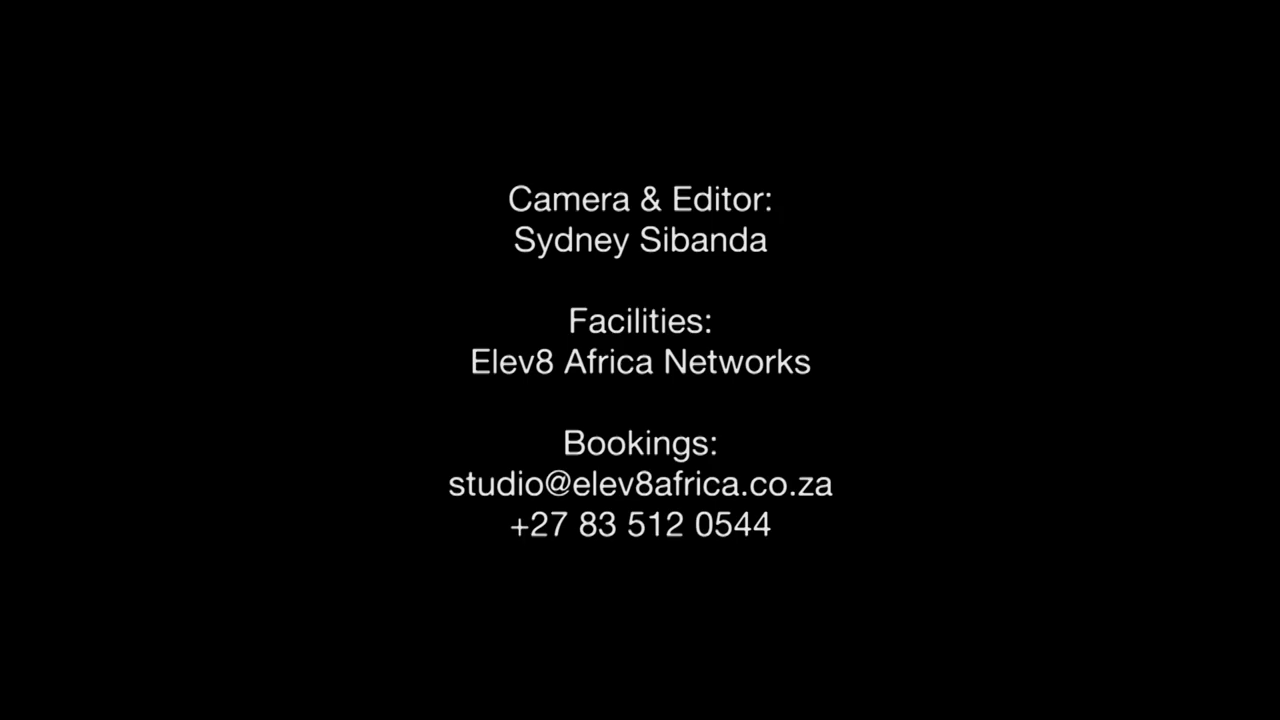 Camera & Editor:
Sydney Sibanda
Facilities:
Elev8 Africa Networks
Bookings:
studio@elev8africa.co.za
+27 83 512 0544